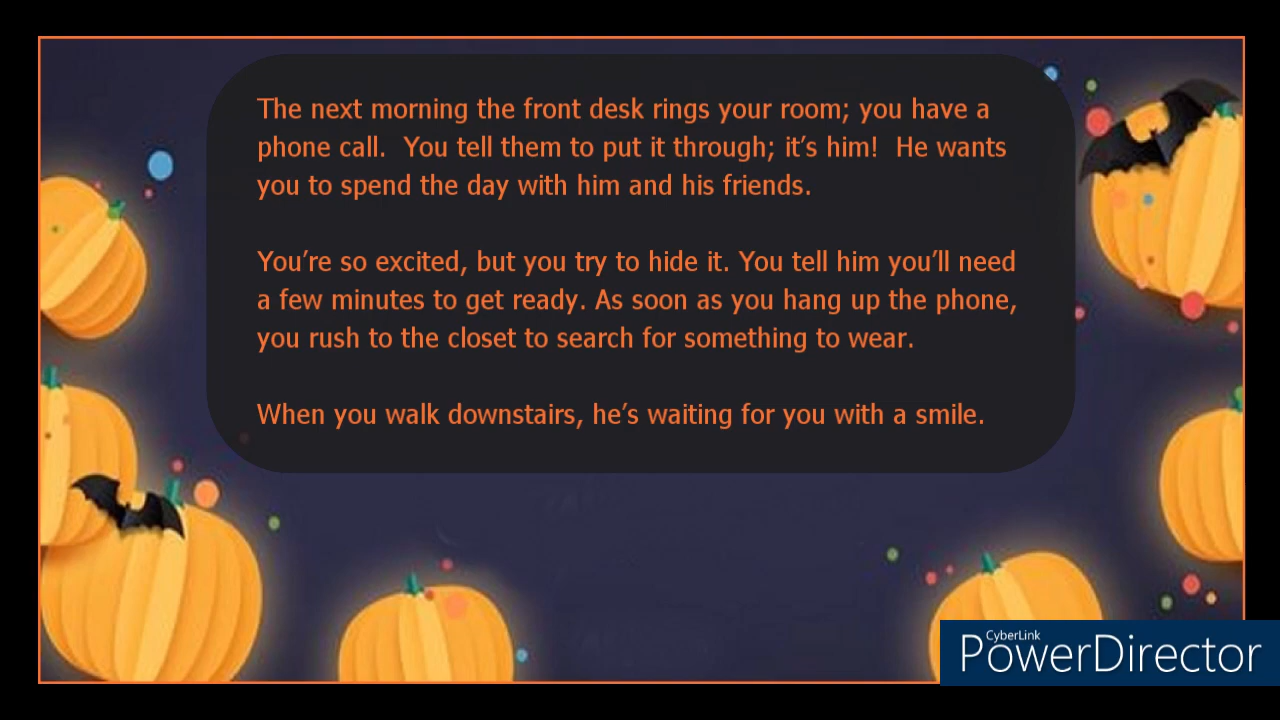 The next morning the front desk rings your room; you have a
phone call.  You tell them to put it through; it’s him!  He wants
you to spend the day with him and his friends.
You’re so excited, but you try to hide it. You tell him you’ll need
a few minutes to get ready. As soon as you hang up the phone,
you rush to the closet to search for something to wear.
When you walk downstairs, he’s waiting for you with a smile.
CyberLink
PowerDirector